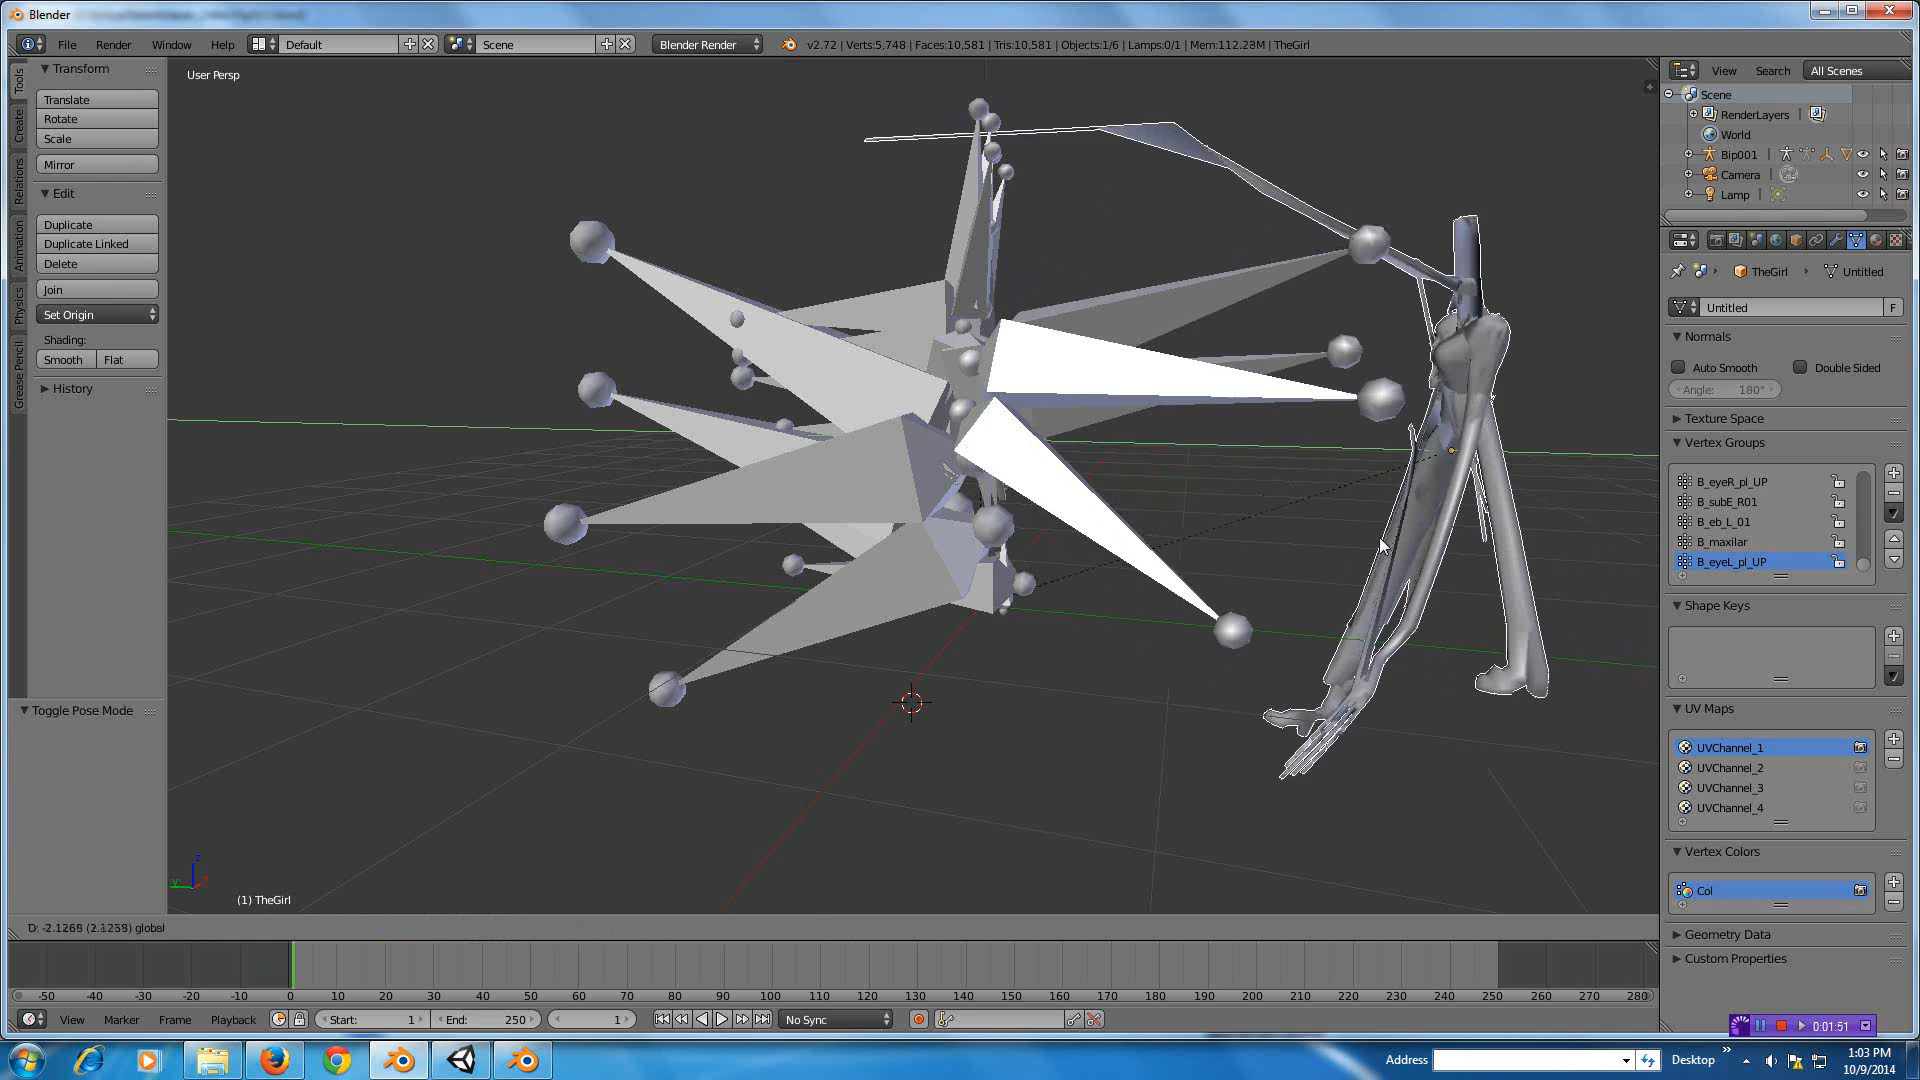 Blender
File Render Window Help Default Scene Blender Render v2.72 | Verts:5,748 | Faces:10,581 | Tris:10,581 | Objects:1/6 | Lamps:0/1 | Mem:112.28M | TheGirl
Tools
Create
Relations
Animation
Physics
Grease Pencil
Transform
Translate
Rotate
Scale
Mirror
Edit
Duplicate
Duplicate Linked
Delete
Join
Set Origin
Shading:
Smooth Flat
History
Toggle Pose Mode
User Persp
(1) TheGirl
z
y
D: -2.1268 (2.1258) global
View Search All Scenes
Scene
RenderLayers
World
Bip001
Camera
Lamp
TheGirl Untitled
Untitled F
Normals
Auto Smooth Double Sided
Angle: 180°
Texture Space
Vertex Groups
B_eyeR_pl_UP
B_subE_R01
B_eb_L_01
B_maxilar
B_eyeL_pl_UP
Shape Keys
UV Maps
UVChannel_1
UVChannel_2
UVChannel_3
UVChannel_4
Vertex Colors
Col
Geometry Data
Custom Properties
-50 -40 -30 -20 -10 0 10 20 30 40 50 60 70 80 90 100 110 120 130 140 150 160 170 180 190 200 210 220 230 240 250 260 270 280
View Marker Frame Playback Start: 1 End: 250 1 No Sync
0:01:51
Address Desktop
1:03 PM
10/9/2014